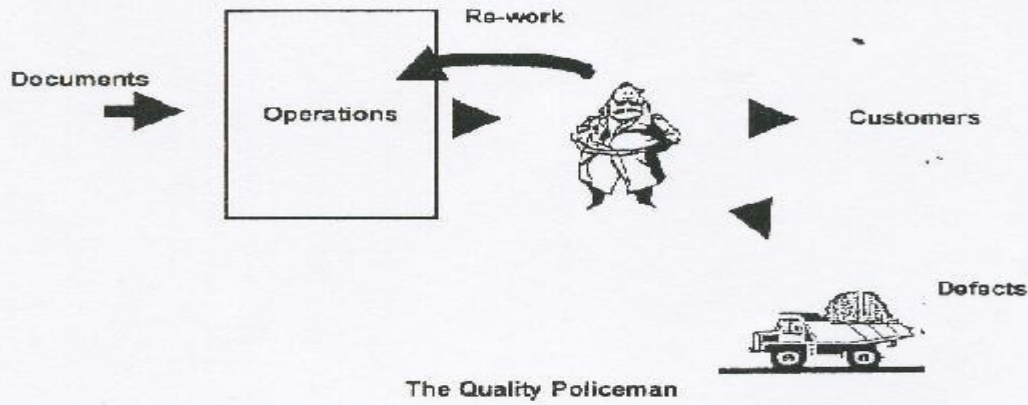 Re-work
Documents
Operations
Customers
Defects
The Quality Policeman